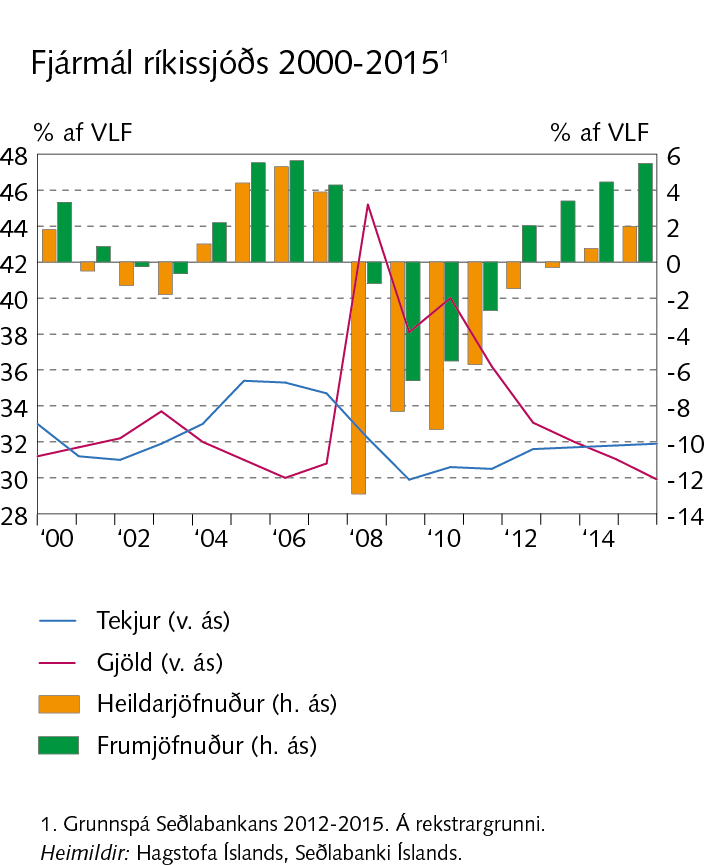 Fjármál ríkissjóðs 2000-2015¹
% af VLF % af VLF
48 6
46 4
44 2
42 0
40 -2
38 -4
36 -6
34 -8
32 -10
30 -12
28 -14
‘00 ‘02 ‘04 ‘06 ‘08 ‘10 ‘12 ‘14
Tekjur (v. ás)
Gjöld (v. ás)
Heildarjöfnuður (h. ás)
Frumjöfnuður (h. ás)
1. Grunnspá Seðlabankans 2012-2015. Á rekstrargrunni.
Heimildir: Hagstofa Íslands, Seðlabanki Íslands.